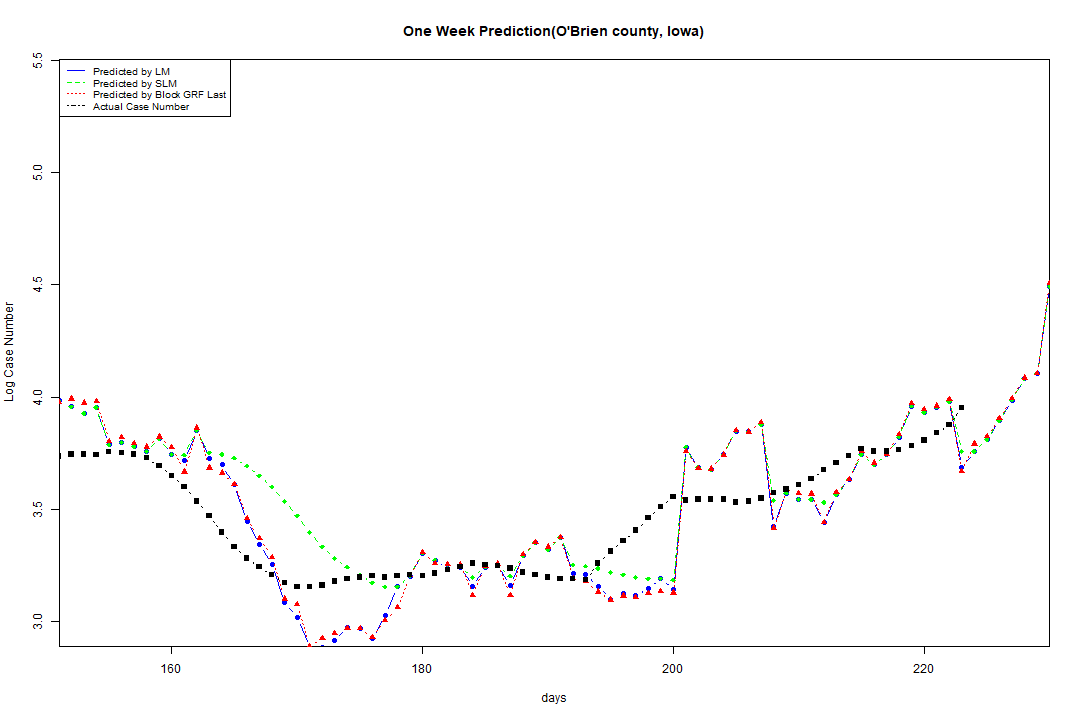 One Week Prediction(O'Brien county, Iowa)
5.5
Predicted by LM
Predicted by SLM
Predicted by Block GRF Last
Actual Case Number
5.0
4.5
4.0
3.5
3.0
Log Case Number
160 180 200 220
days